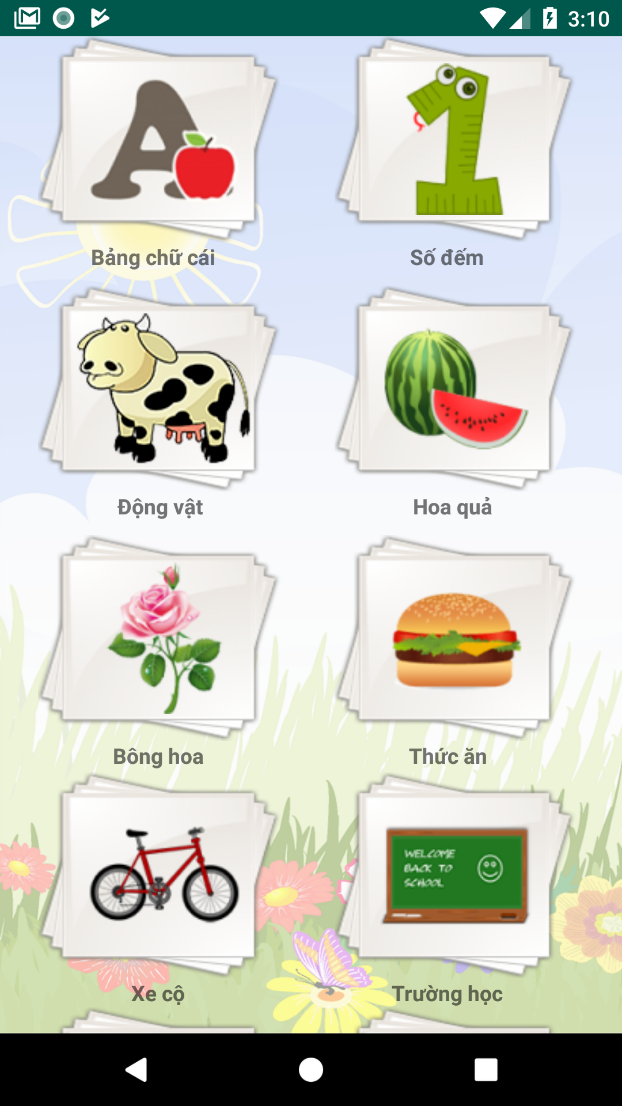 3:10
A
1
Bảng chữ cái
Số đếm
Động vật
Hoa quả
Bông hoa
Thức ăn
WELCOME
BACK TO
SCHOOL
Xe cộ
Trường học